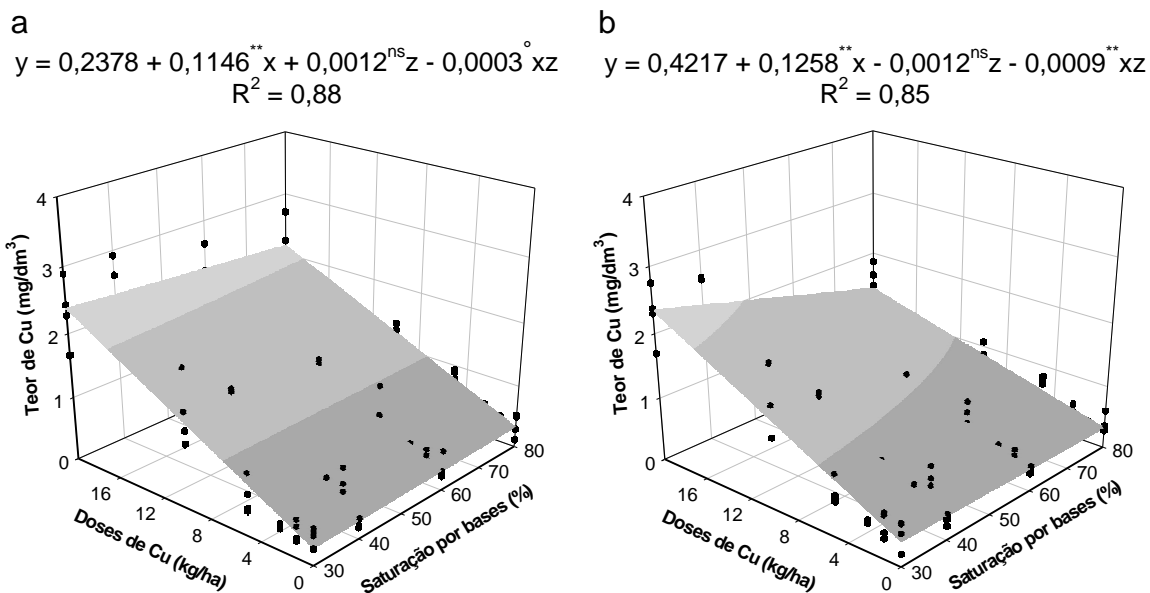 a
y = 0,2378 + 0,1146**x + 0,0012ⁿˢz - 0,0003° xz
R² = 0,88
4
3
2
1
0
Teor de Cu (mg/dm³)
16
12
8
4
0
Doses de Cu (kg/ha)
30
40
50
60
70
80
Saturação por bases (%)
b
y = 0,4217 + 0,1258**x - 0,0012ⁿˢz - 0,0009** xz
R² = 0,85
4
3
2
1
0
Teor de Cu (mg/dm³)
16
12
8
4
0
Doses de Cu (kg/ha)
30
40
50
60
70
80
Saturação por bases (%)